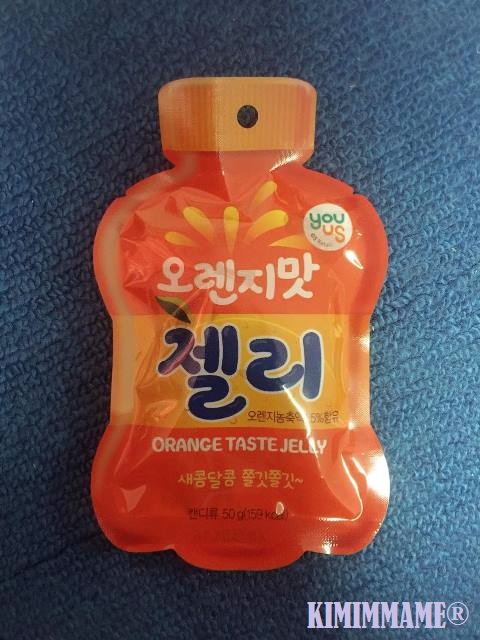 you
us
오렌지맛
젤리
오렌지농축액 5%함유
ORANGE TASTE JELLY
새콤달콤 쫄깃쫄깃~
캔디류 50 g(159 kcal)
KIMIMMAME®